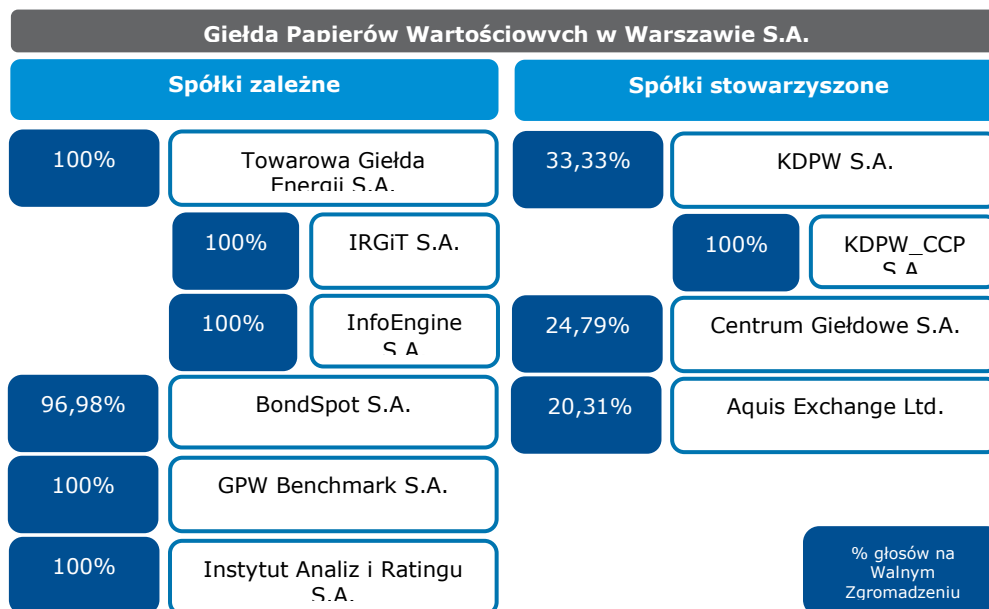 Giełda Papierów Wartościowych w Warszawie S.A.
Spółki zależne
Spółki stowarzyszone
100%
Towarowa Giełda
Energii S.A.
100%
IRGiT S.A.
100%
InfoEngine
S.A.
96,98%
BondSpot S.A.
100%
GPW Benchmark S.A.
100%
Instytut Analiz i Ratingu
S.A.
33,33%
KDPW S.A.
100%
KDPW_CCP
S.A.
24,79%
Centrum Giełdowe S.A.
20,31%
Aquis Exchange Ltd.
% głosów na
Walnym
Zgromadzeniu